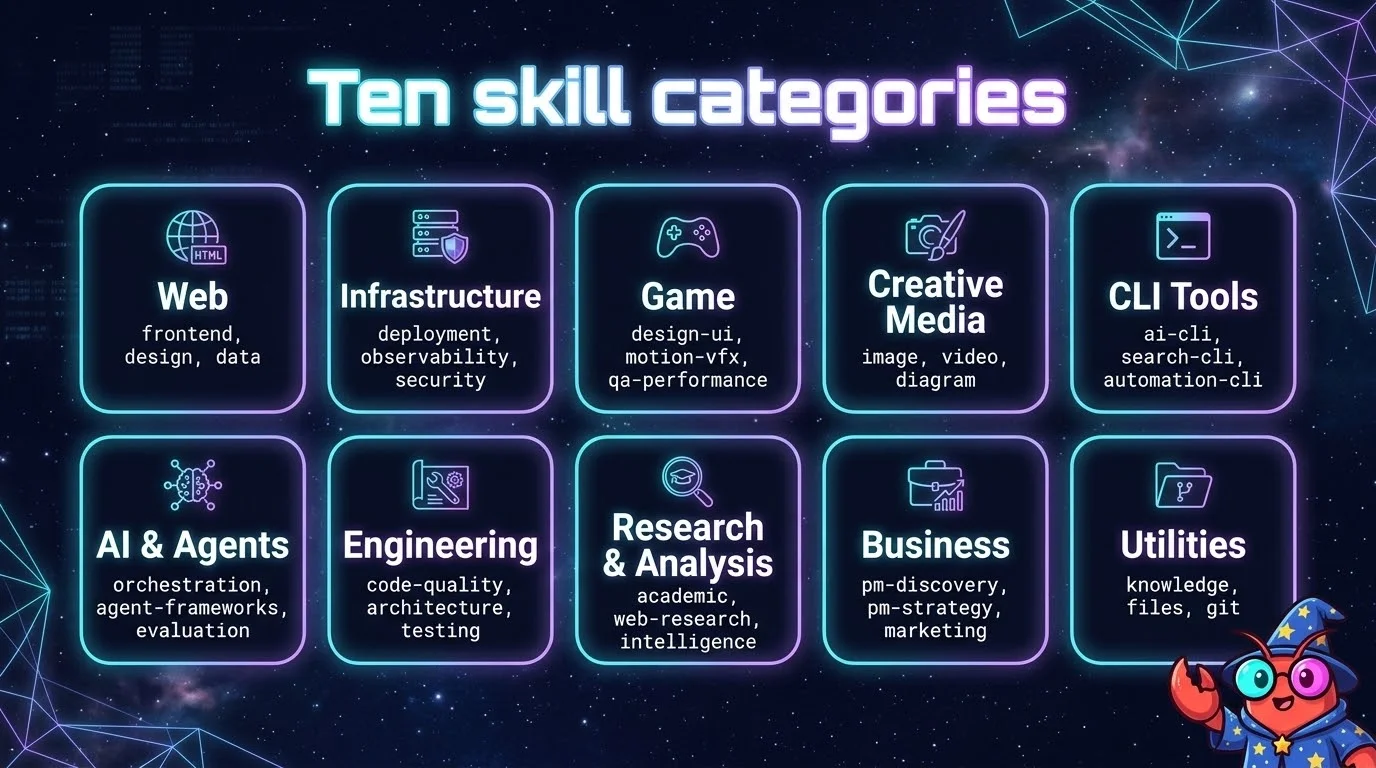 Ten skill categories
HTML
Web
frontend,
design, data
Infrastructure
deployment,
observability,
security
Game
design-ui,
motion-vfx,
qa-performance
Creative
Media
image, video,
diagram
CLI Tools
ai-cli,
search-cli,
automation-cli
AI & Agents
orchestration,
agent-frameworks,
evaluation
Engineering
code-quality,
architecture,
testing
Research
& Analysis
academic,
web-research,
intelligence
Business
pm-discovery,
pm-strategy,
marketing
Utilities
knowledge,
files, git